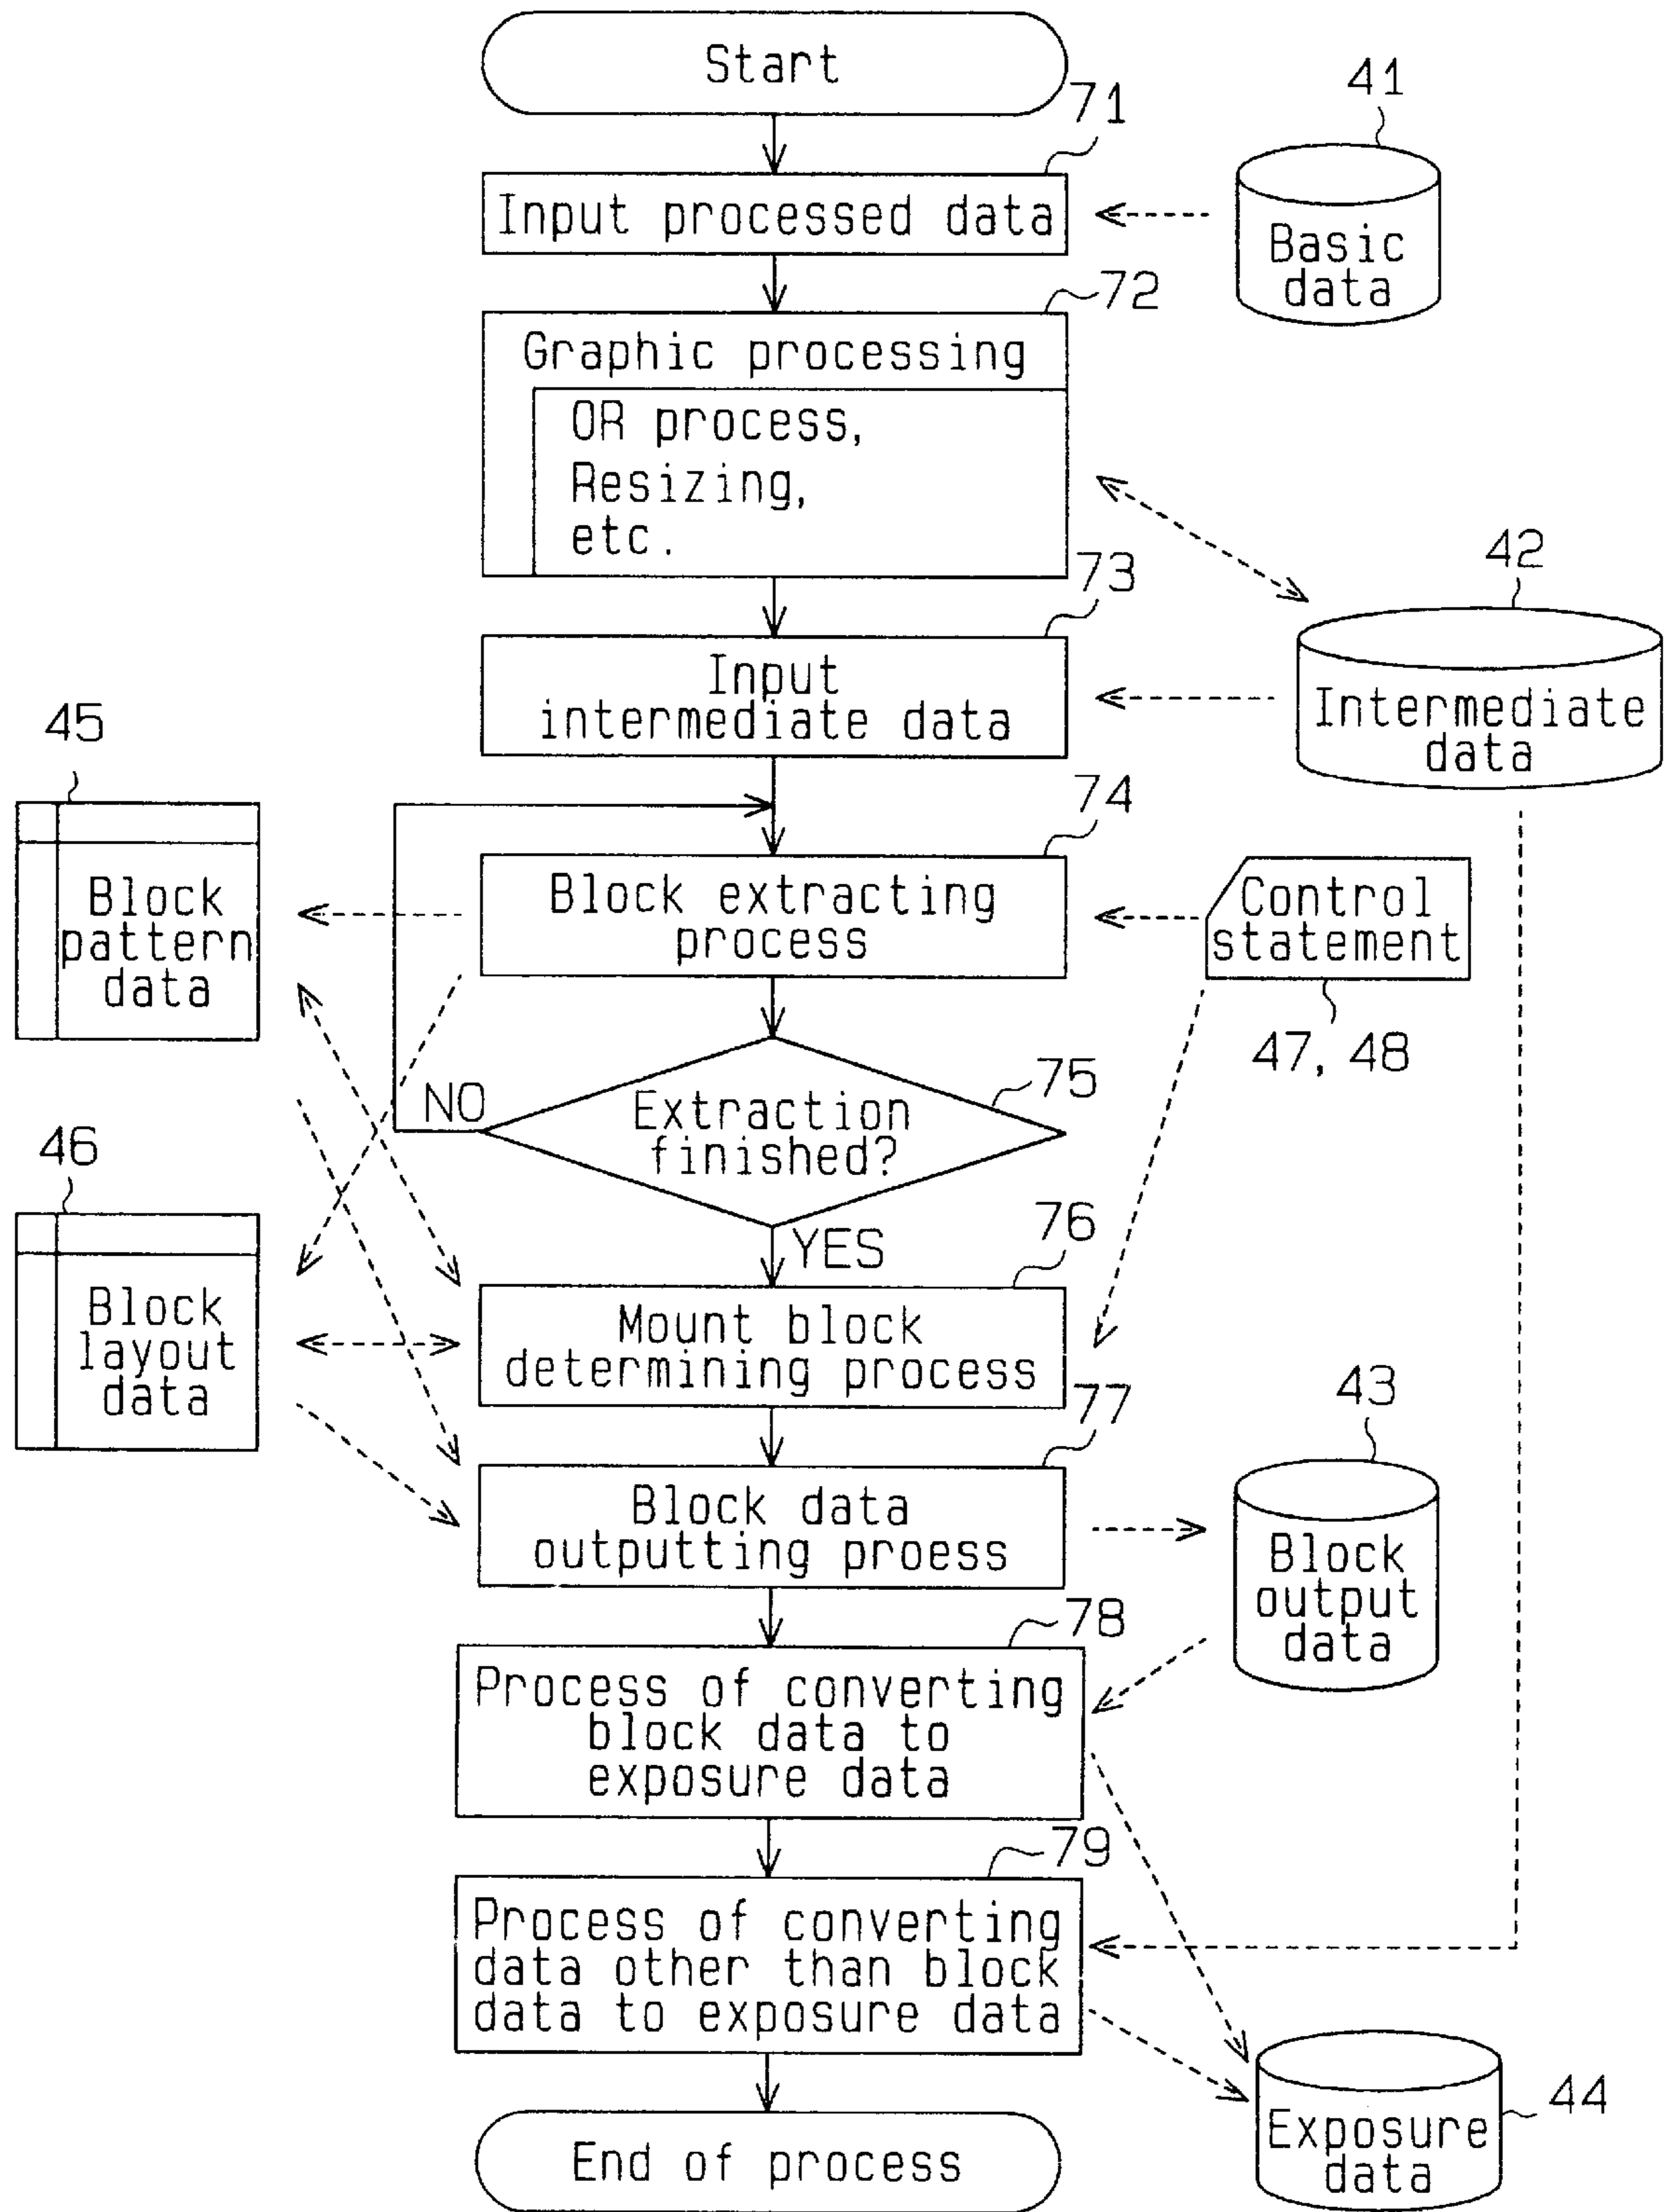 Start
71
41
Input processed data
Basic
data
72
Graphic processing
OR process,
Resizing,
etc.
42
73
Input
intermediate data
Intermediate
data
45
74
Block
pattern
data
Block extracting
process
Control
statement
47, 48
75
NO
Extraction
finished?
46
YES
76
Block
layout
data
Mount block
determining process
43
77
Block data
outputting proess
Block
output
data
78
Process of converting
block data to
exposure data
79
Process of converting
data other than block
data to exposure data
44
Exposure
data
End of process